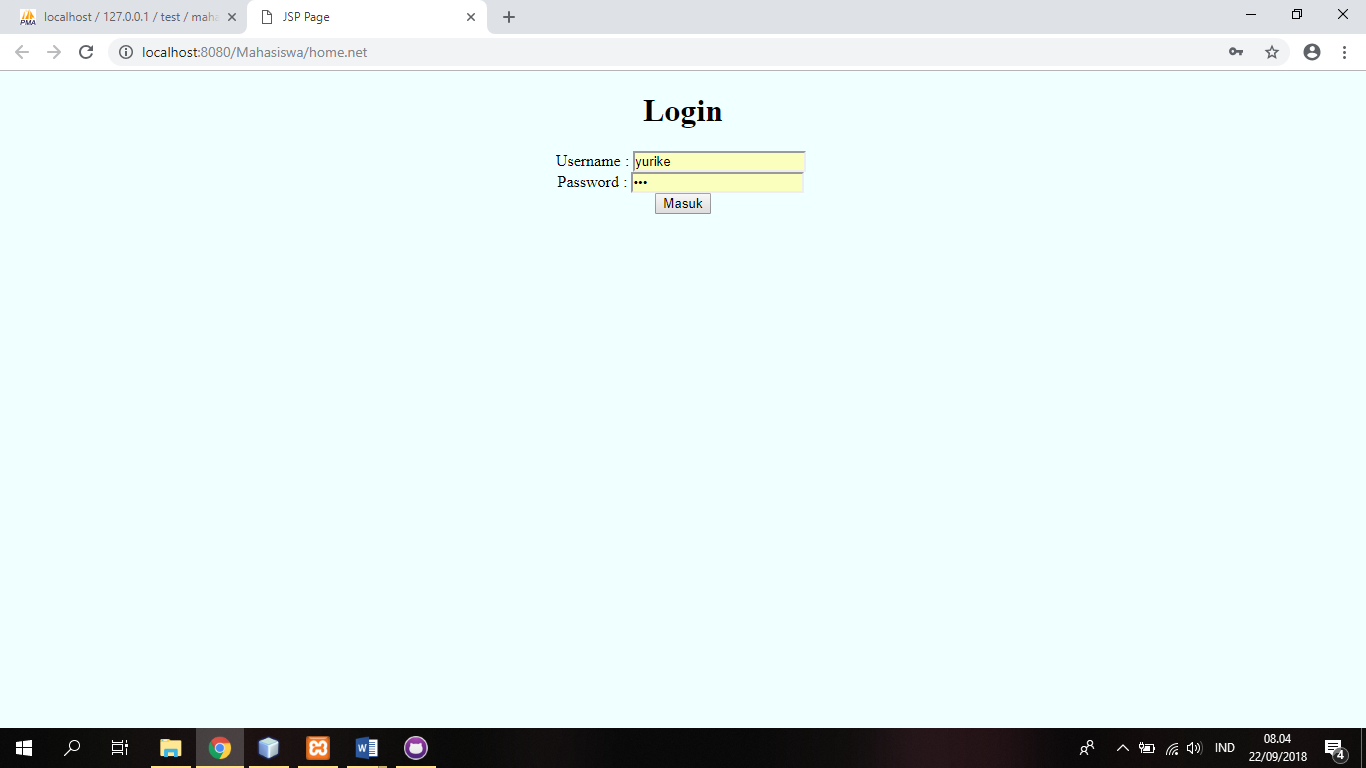 PMA
localhost / 127.0.0.1 / test / maha
JSP Page
localhost:8080/Mahasiswa/home.net
Login
Username : yurike
Password : •••
Masuk
IND
08.04
22/09/2018
4